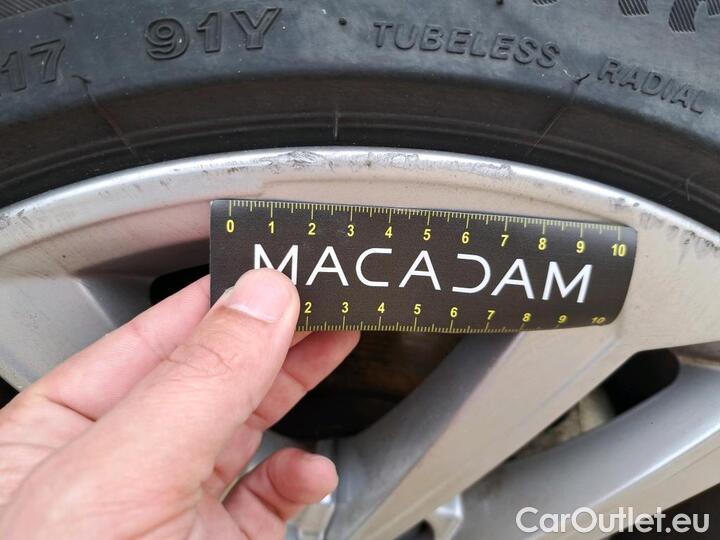 17 91Y TUBELESS RADIAL
0 1 2 3 4 5 6 7 8 9 10
MACADAM
2 3 4 5 6 7 8 9 10
CarOutlet.eu